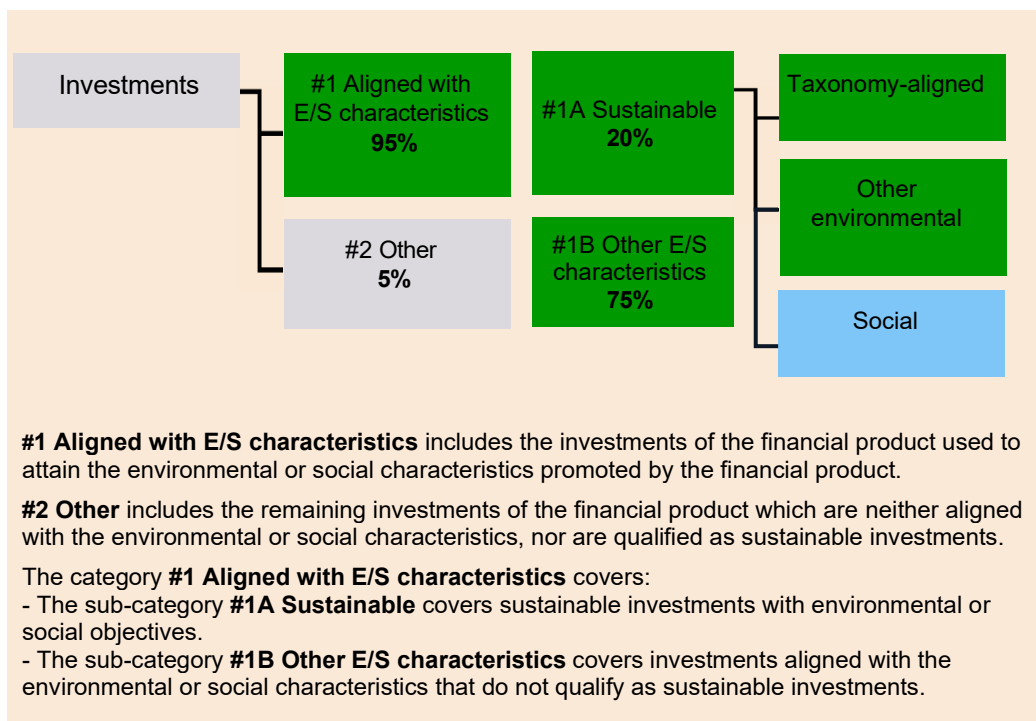 Investments
#1 Aligned with
E/S characteristics
95%
#2 Other
5%
#1A Sustainable
20%
#1B Other E/S
characteristics
75%
Taxonomy-aligned
Other
environmental
Social
#1 Aligned with E/S characteristics includes the investments of the financial product used to
attain the environmental or social characteristics promoted by the financial product.
#2 Other includes the remaining investments of the financial product which are neither aligned
with the environmental or social characteristics, nor are qualified as sustainable investments.
The category #1 Aligned with E/S characteristics covers:
- The sub-category #1A Sustainable covers sustainable investments with environmental or
social objectives.
- The sub-category #1B Other E/S characteristics covers investments aligned with the
environmental or social characteristics that do not qualify as sustainable investments.